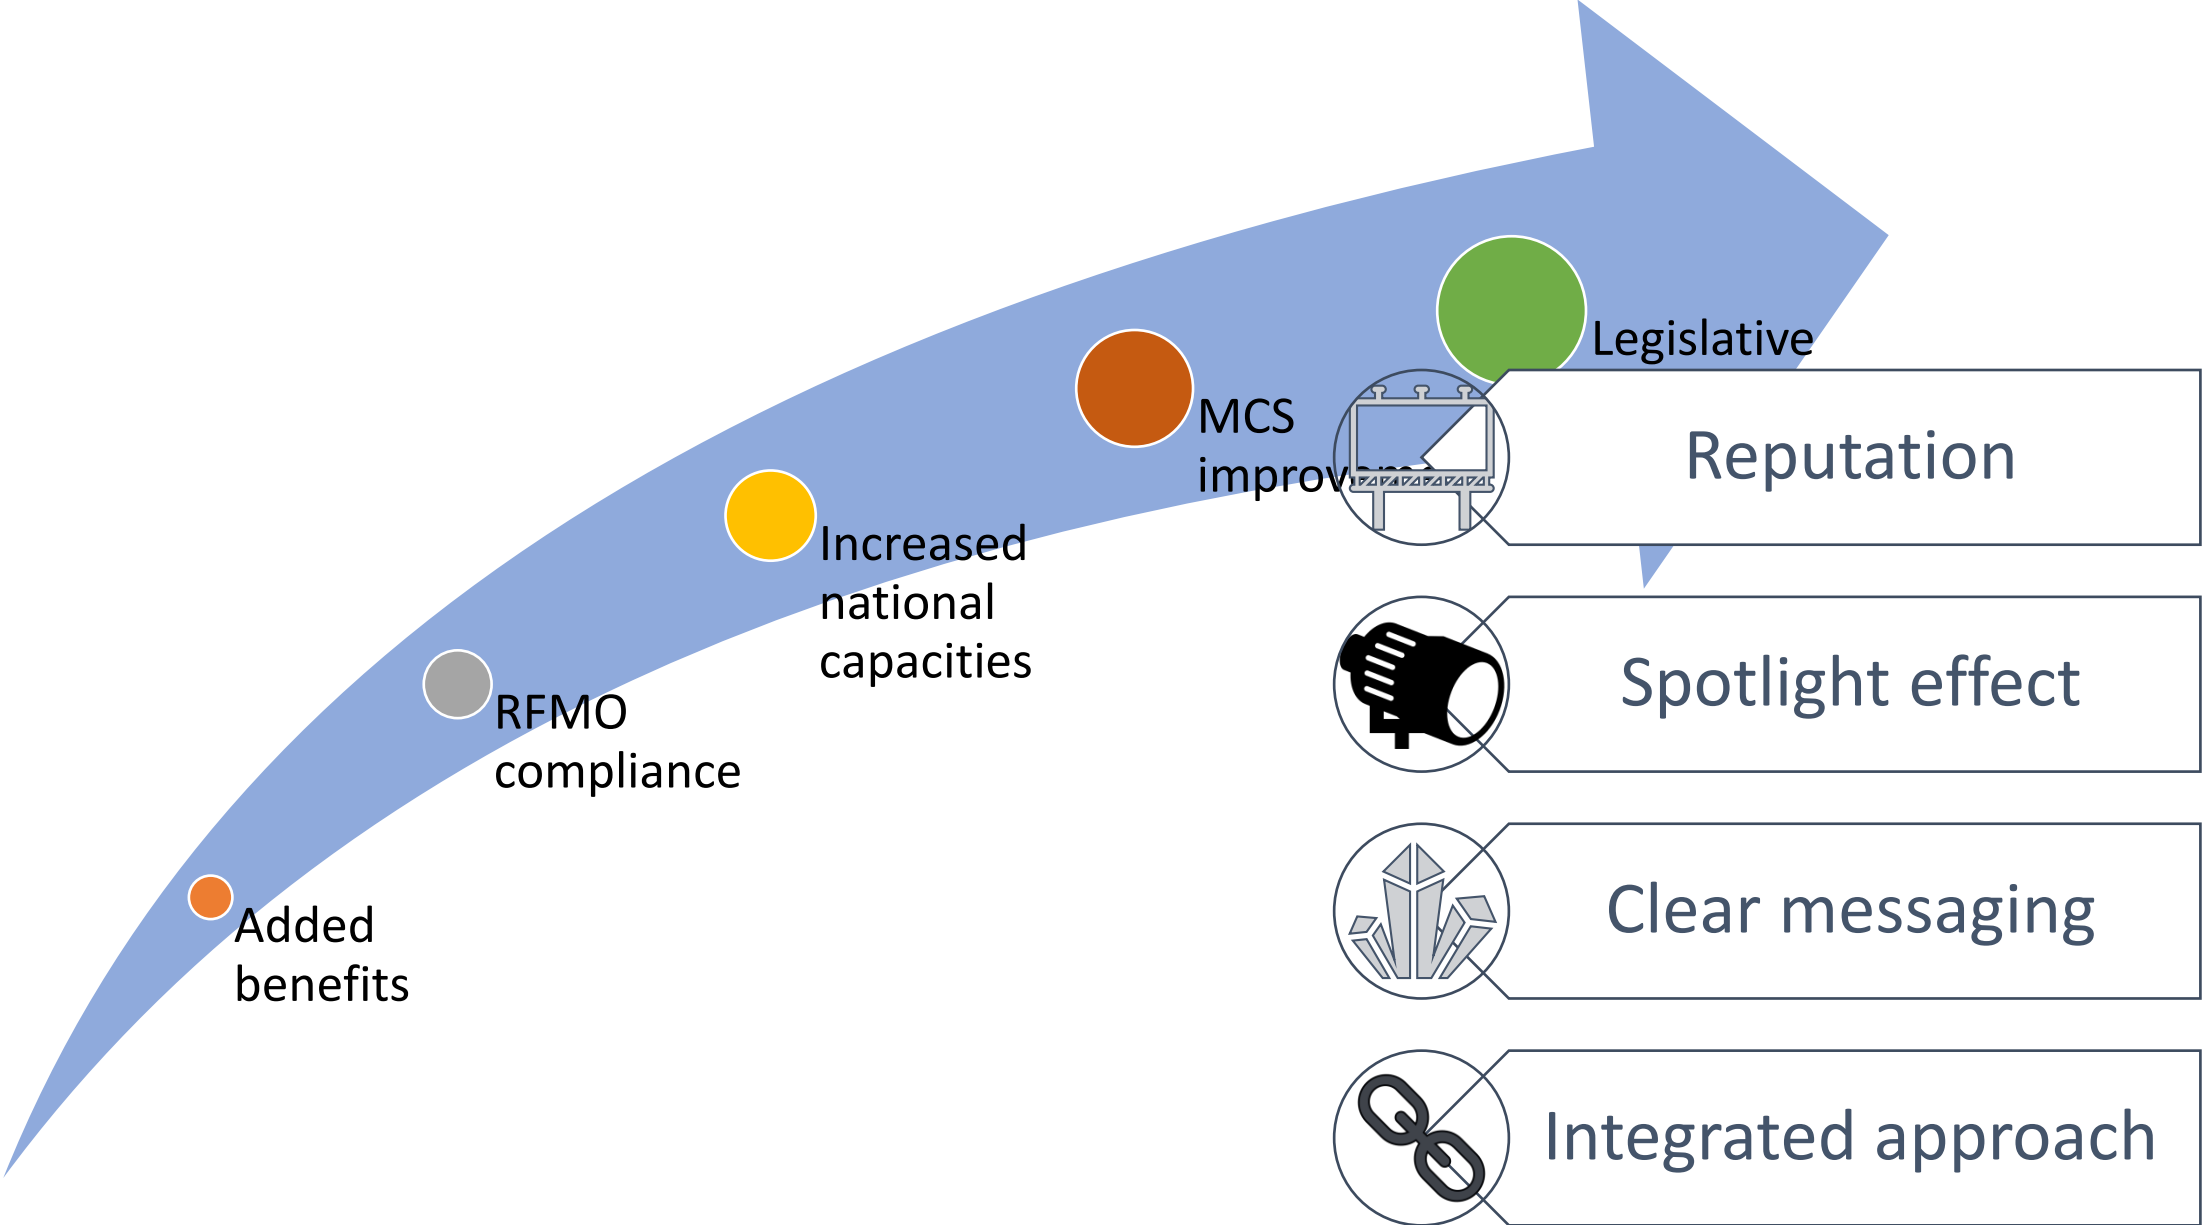 Legislative
MCS
Reputation
Increased
national
capacities
Spotlight effect
RFMO
compliance
Clear messaging
Added
benefits
Integrated approach